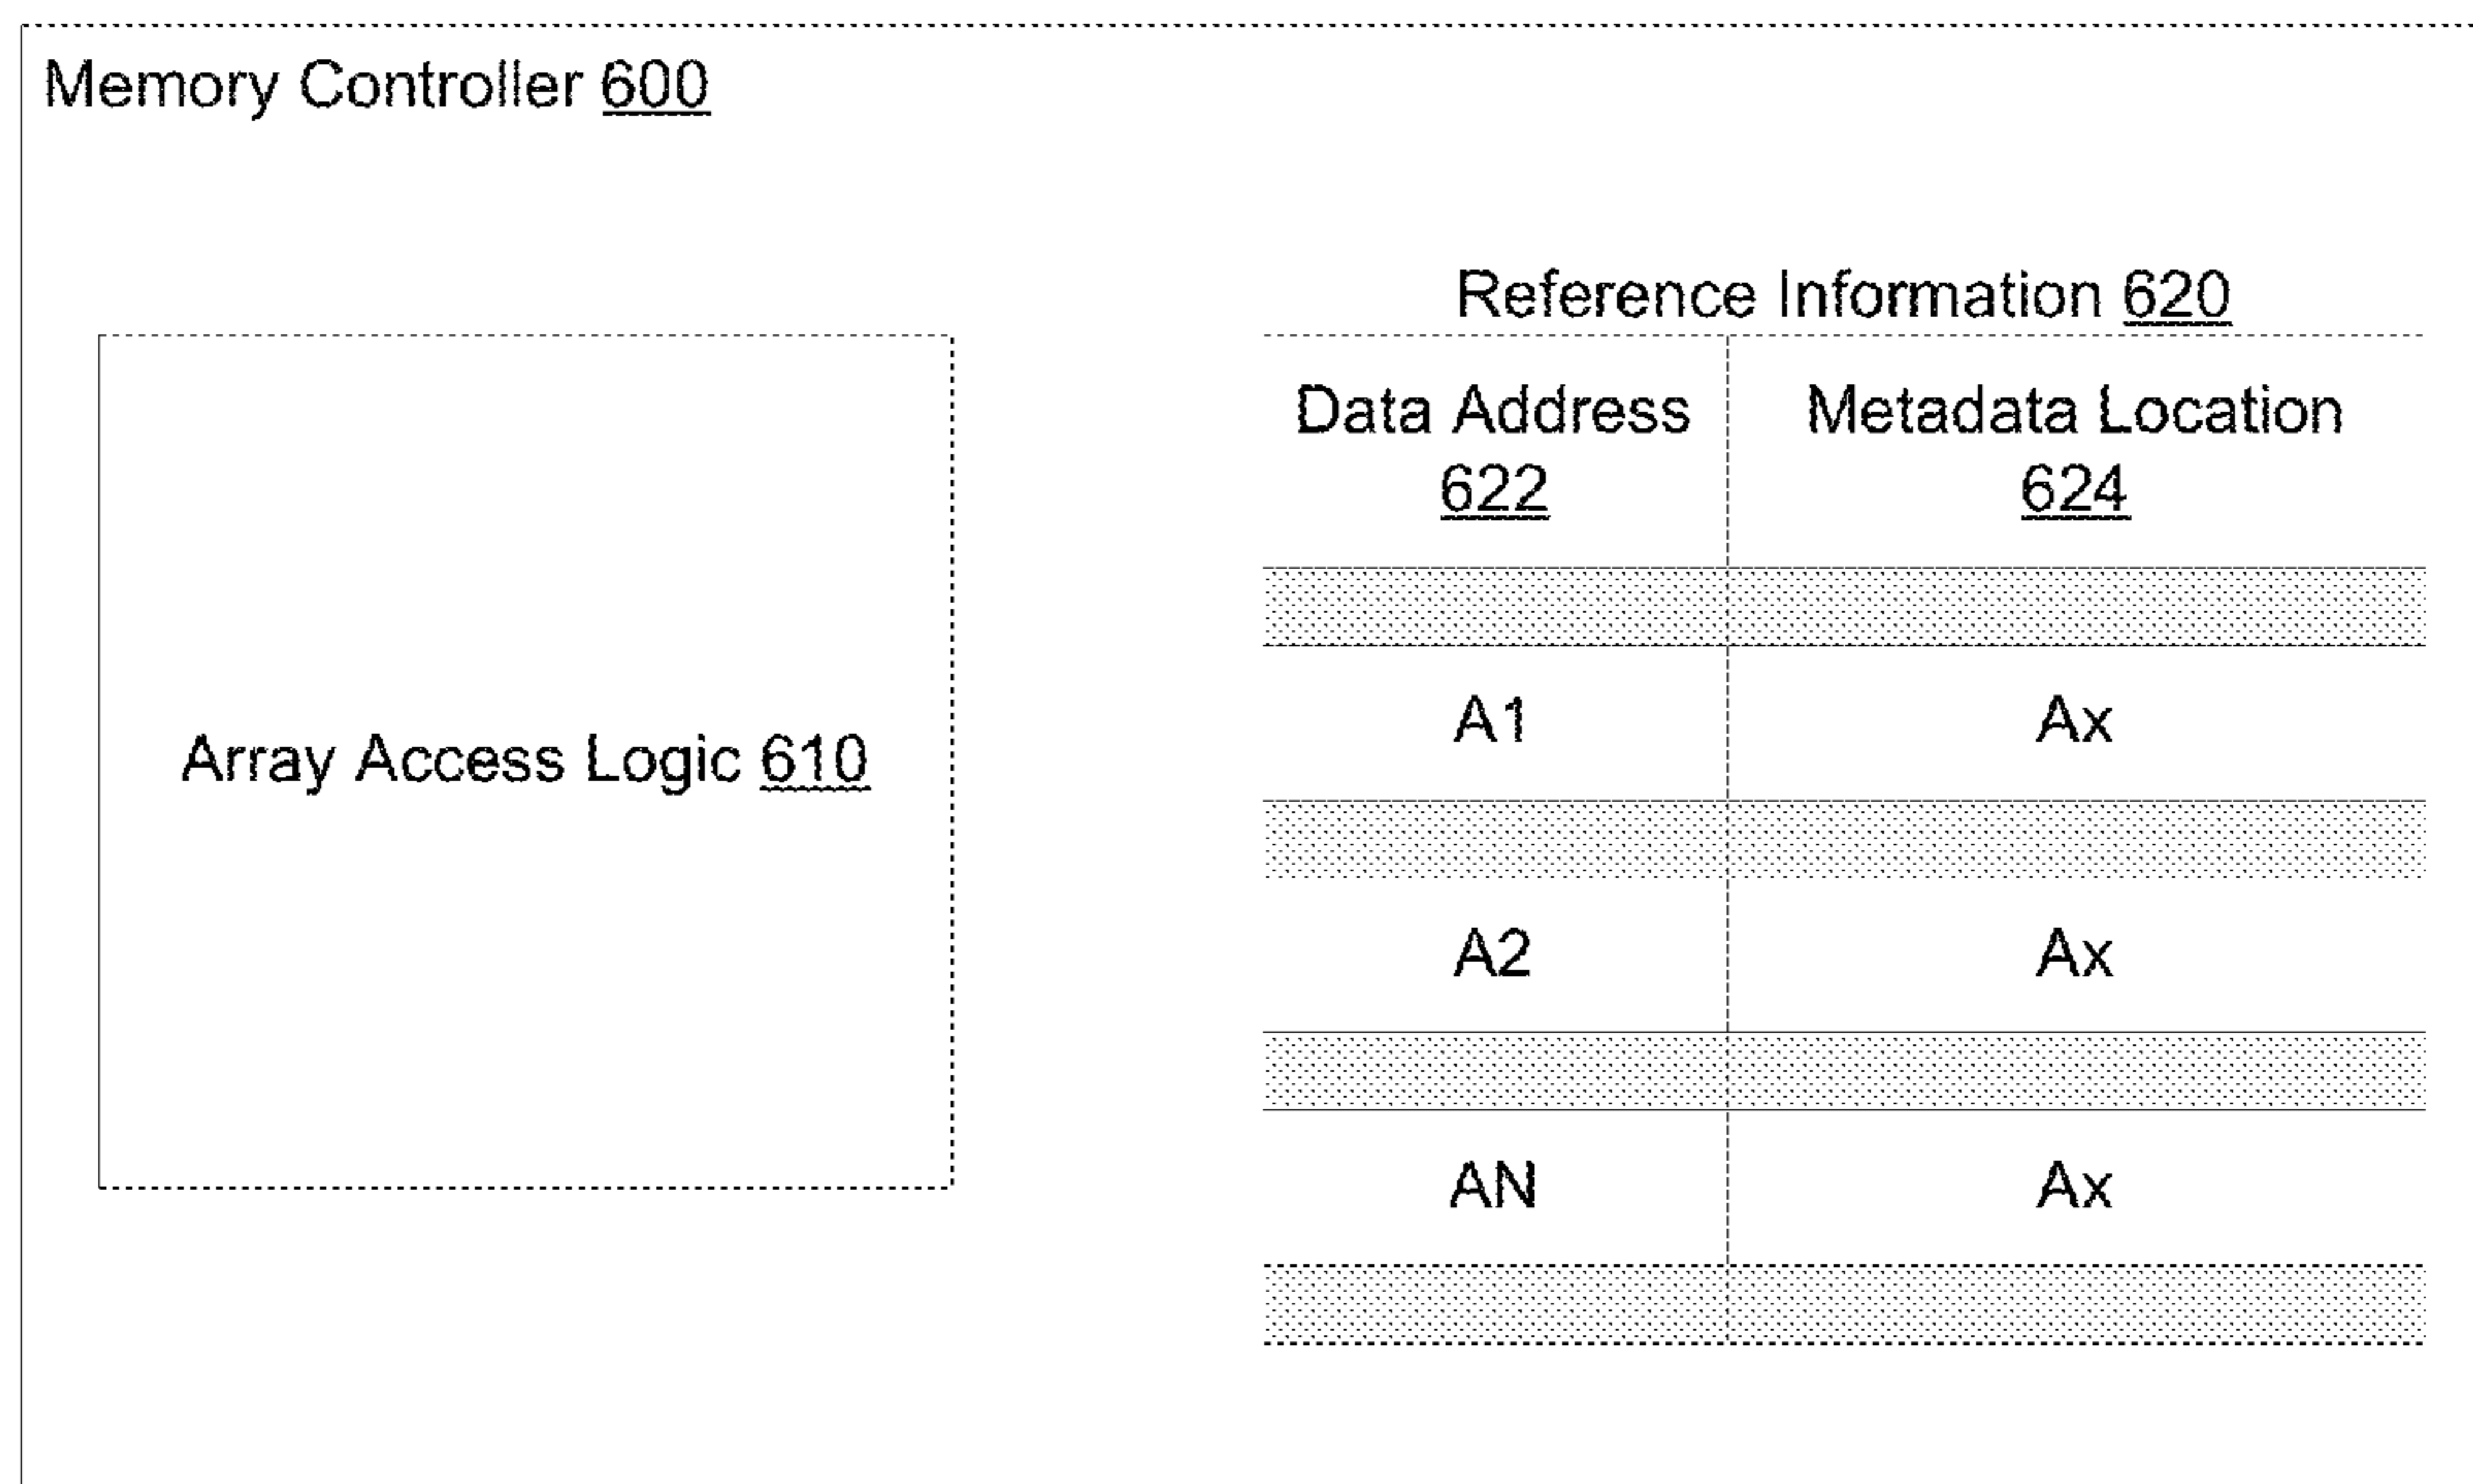 Memory Controller 600
Array Access Logic 610
Reference Information 620
Data Address Metadata Location
622 624
A1 Ax
A2 Ax
AN Ax